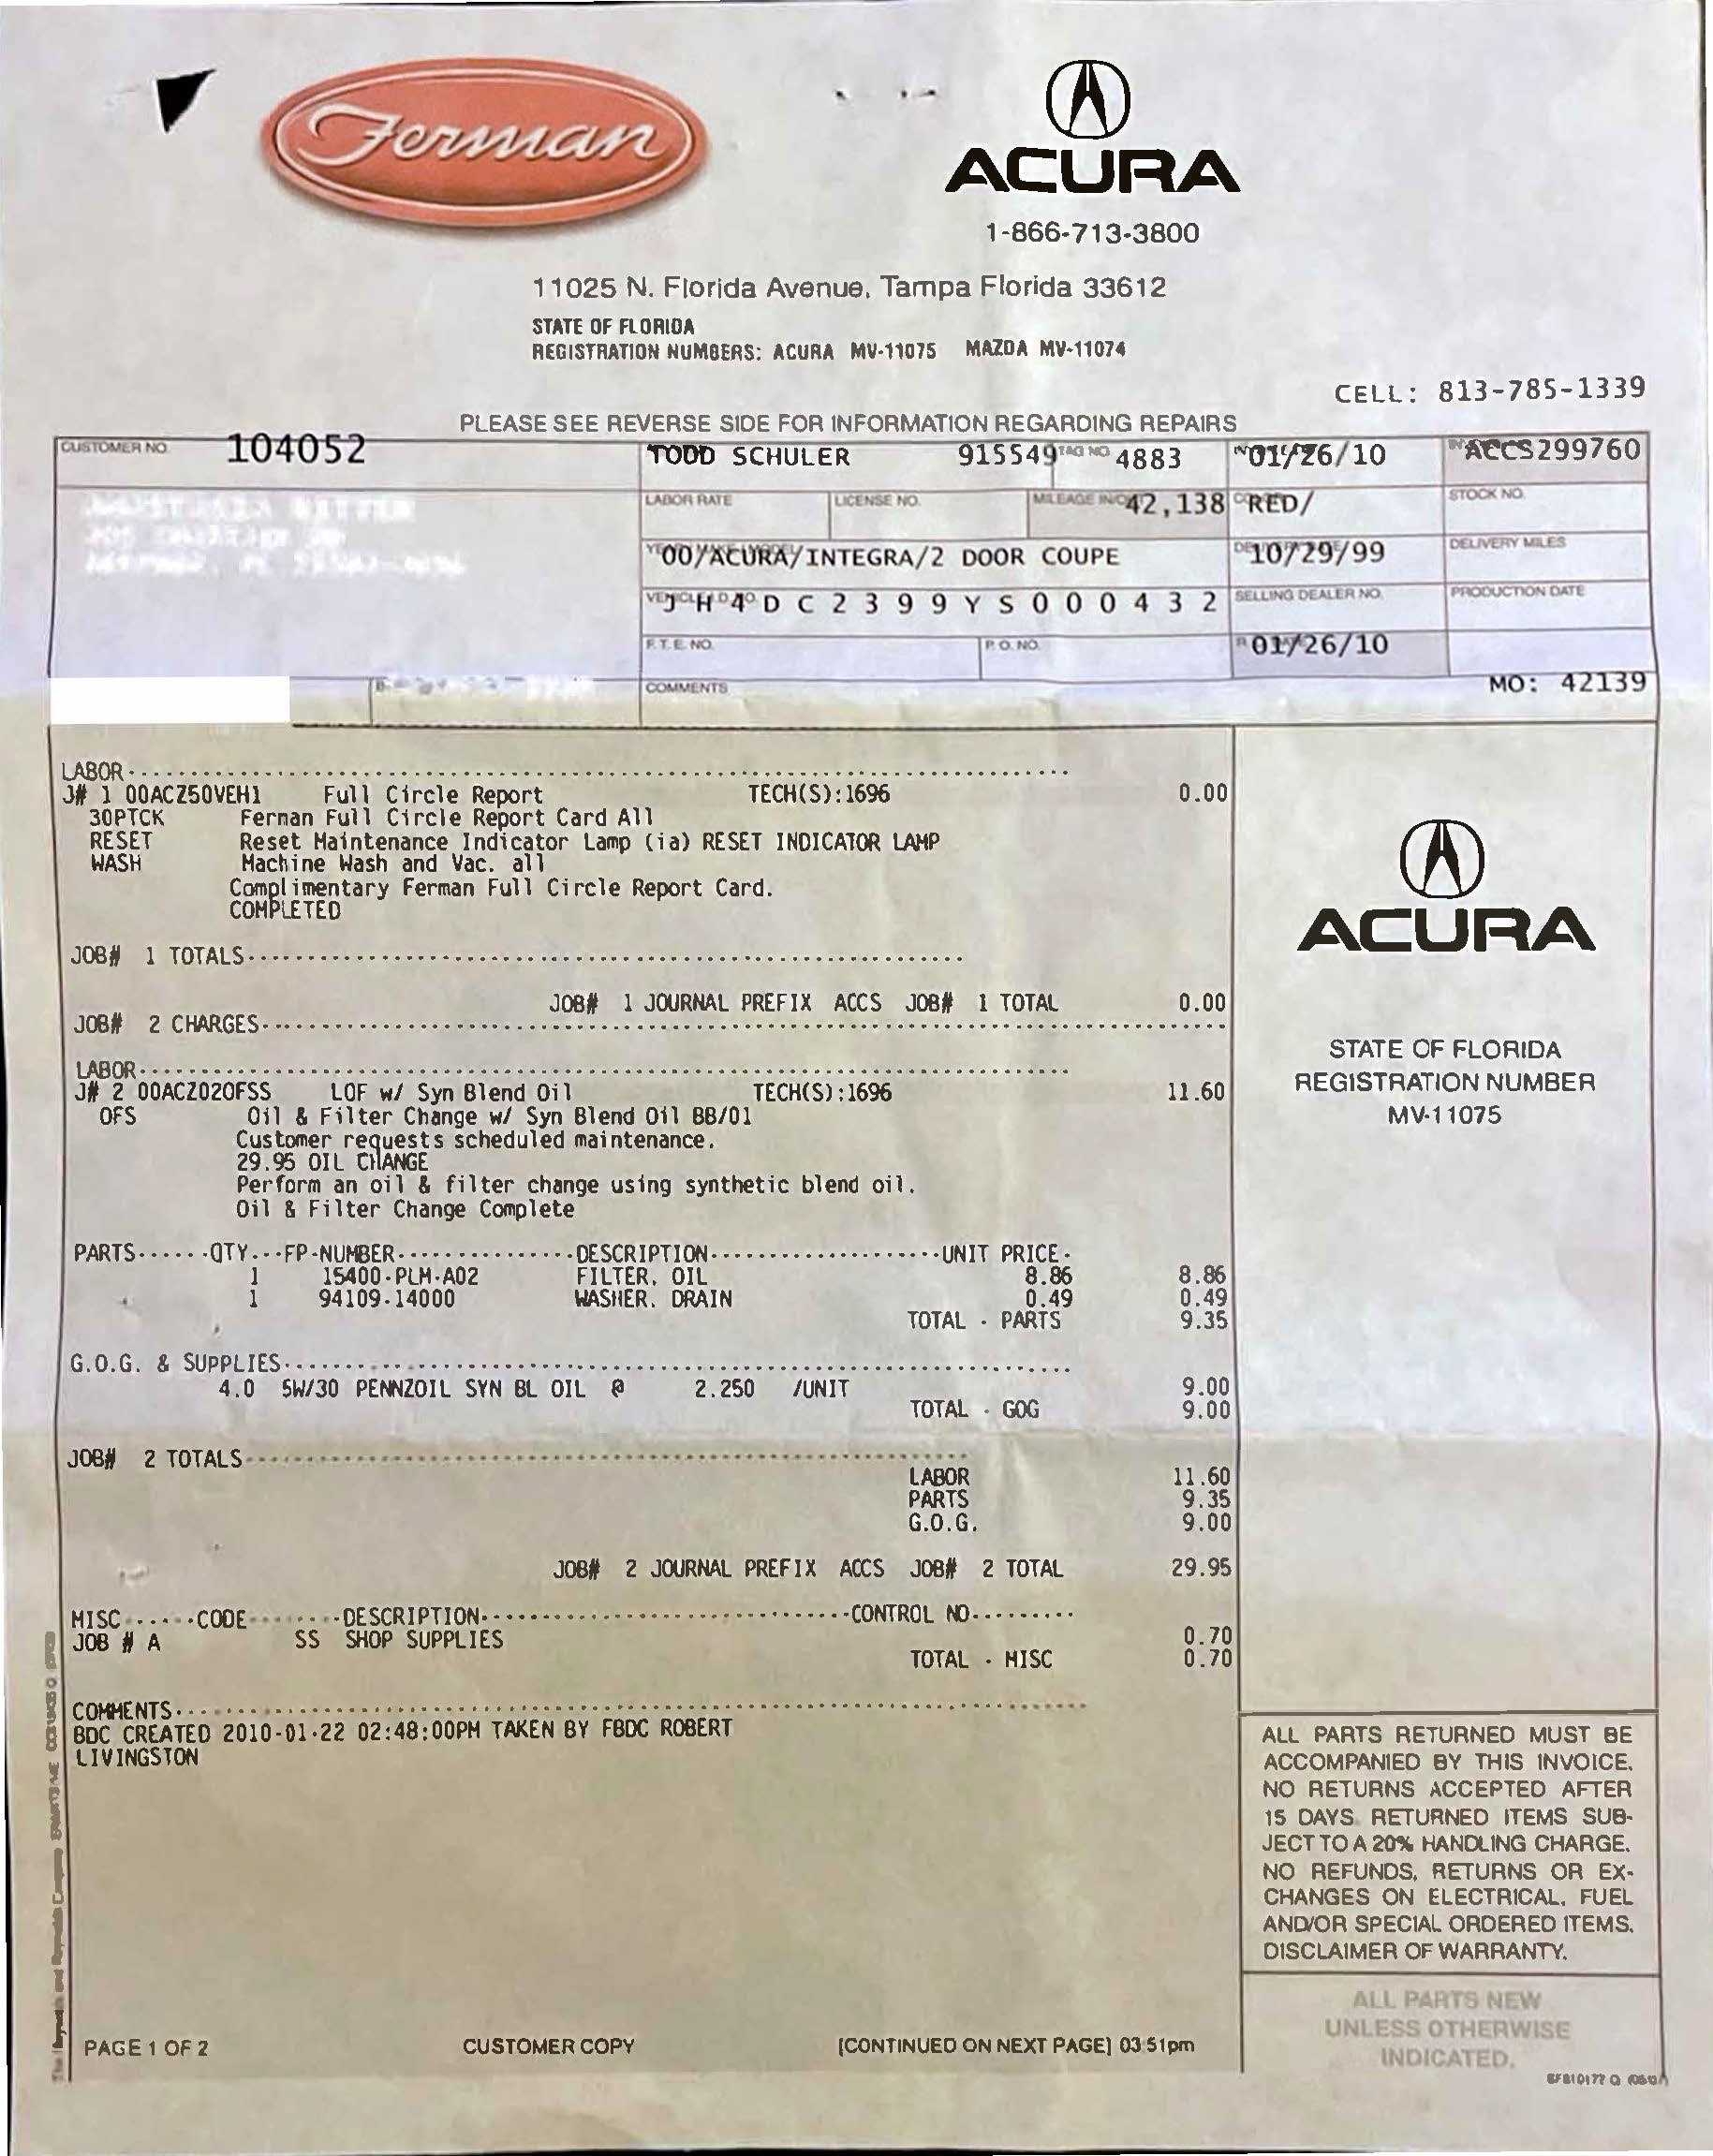 Ferman
ACURA
1-866-713-3800
11025 N. Florida Avenue, Tampa Florida 33612
STATE OF FLORIDA
REGISTRATION NUMBERS: ACURA MV-11075 MAZDA MV-11074
CELL: 813-785-1339
PLEASE SEE REVERSE SIDE FOR INFORMATION REGARDING REPAIRS
CUSTOMER NO. 104052 TODD SCHULER 915549 TAG NO. 4883 01/26/10 ACCS299760
LABOR RATE LICENSE NO. MILEAGE IN/OUT 42,138 RED/ STOCK NO.
00/ACURA/INTEGRA/2 DOOR COUPE 10/29/99 DELIVERY MILES
JH4DC2399YS000432 SELLING DEALER NO. PRODUCTION DATE
F.T.E. NO. P.O. NO. 01/26/10
COMMENTS MO: 42139
LABOR
J# 1 00ACZ50VEH1 Full Circle Report TECH(S):1696 0.00
30PTCK Fernan Full Circle Report Card All
RESET Reset Maintenance Indicator Lamp (ia) RESET INDICATOR LAMP
WASH Machine Wash and Vac. all
Complimentary Ferman Full Circle Report Card.
COMPLETED
JOB# 1 TOTALS
JOB# 1 JOURNAL PREFIX ACCS JOB# 1 TOTAL 0.00
JOB# 2 CHARGES
LABOR
J# 2 00ACZ020FSS LOF w/ Syn Blend Oil TECH(S):1696 11.60
OFS Oil & Filter Change w/ Syn Blend Oil BB/01
Customer requests scheduled maintenance.
29.95 OIL CHANGE
Perform an oil & filter change using synthetic blend oil.
Oil & Filter Change Complete
PARTS QTY FP-NUMBER DESCRIPTION UNIT PRICE
1 15400-PLM-A02 FILTER, OIL 8.86 8.86
1 94109-14000 WASHER, DRAIN 0.49 0.49
TOTAL - PARTS 9.35
G.O.G. & SUPPLIES
4.0 5W/30 PENNZOIL SYN BL OIL @ 2.250 /UNIT 9.00
TOTAL - GOG 9.00
JOB# 2 TOTALS
LABOR 11.60
PARTS 9.35
G.O.G. 9.00
JOB# 2 JOURNAL PREFIX ACCS JOB# 2 TOTAL 29.95
MISC CODE DESCRIPTION CONTROL NO
JOB # A SS SHOP SUPPLIES 0.70
TOTAL - MISC 0.70
COMMENTS
BDC CREATED 2010-01-22 02:48:00PM TAKEN BY FBDC ROBERT
LIVINGSTON
ACURA
STATE OF FLORIDA
REGISTRATION NUMBER
MV-11075
ALL PARTS RETURNED MUST BE
ACCOMPANIED BY THIS INVOICE.
NO RETURNS ACCEPTED AFTER
15 DAYS. RETURNED ITEMS SUB-
JECT TO A 20% HANDLING CHARGE.
NO REFUNDS, RETURNS OR EX-
CHANGES ON ELECTRICAL, FUEL
AND/OR SPECIAL ORDERED ITEMS.
DISCLAIMER OF WARRANTY.
ALL PARTS NEW
UNLESS OTHERWISE
INDICATED.
PAGE 1 OF 2 CUSTOMER COPY [CONTINUED ON NEXT PAGE] 03:51pm